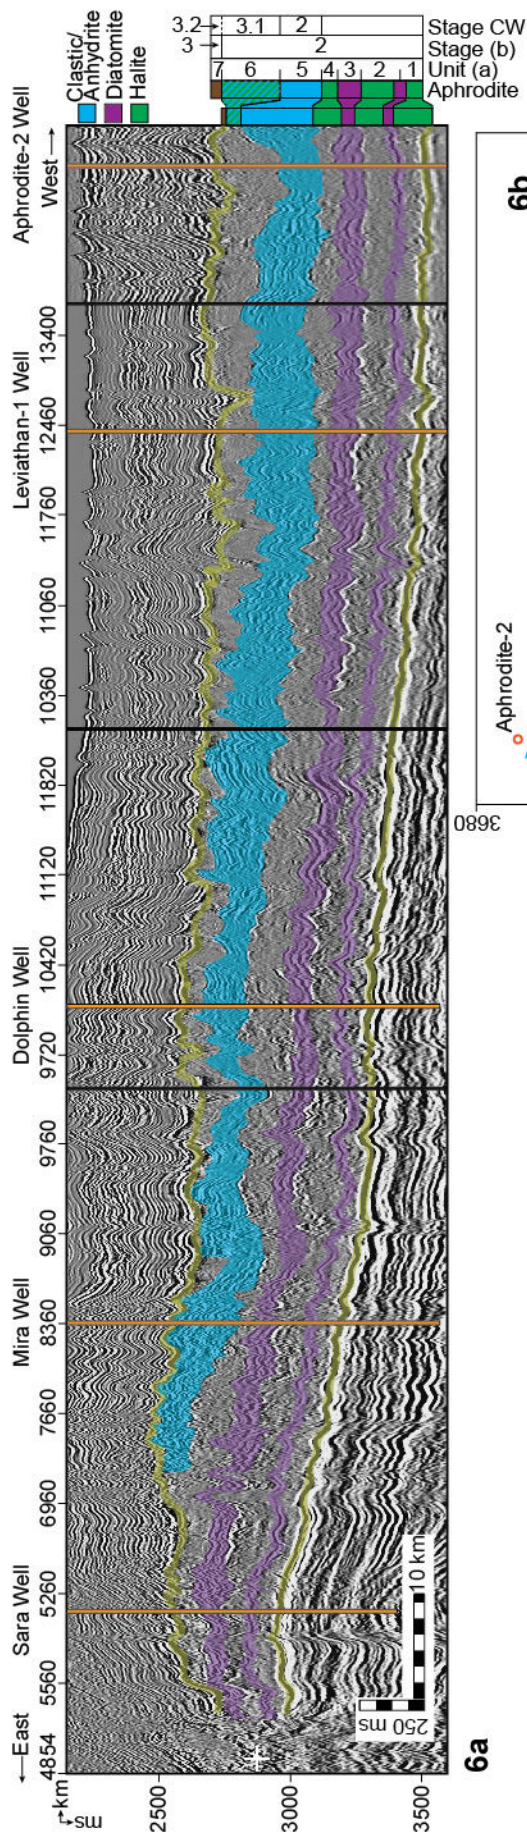 ←East
Sara Well
Mira Well
Dolphin Well
Leviathan-1 Well
Aphrodite-2 Well
West→
4854
5560
5260
6960
7660
8360
9060
9760
9720
10420
11120
11820
10360
11060
11760
12460
13400
km
ms
2500
3000
3500
250 ms
10 km
6a
Clastic/
Anhydrite
Diatomite
Halite
3.2
3.1
2
Stage CW
3
2
Stage (b)
7
6
5
4
3
2
1
Unit (a)
Aphrodite
3680
Aphrodite-2
6b